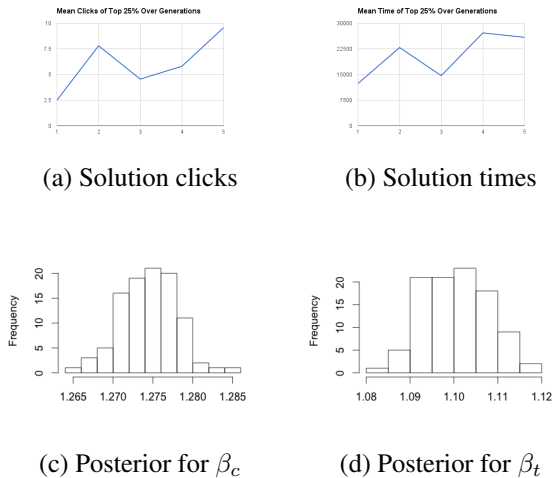 Mean Clicks of Top 25% Over Generations
10
7.5
5
2.5
0
1 2 3 4 5
(a) Solution clicks
Mean Time of Top 25% Over Generations
30000
22500
15000
7500
0
1 2 3 4 5
(b) Solution times
Frequency
20
15
10
5
0
1.265 1.270 1.275 1.280 1.285
(c) Posterior for βc
Frequency
20
15
10
5
0
1.08 1.09 1.10 1.11 1.12
(d) Posterior for βt